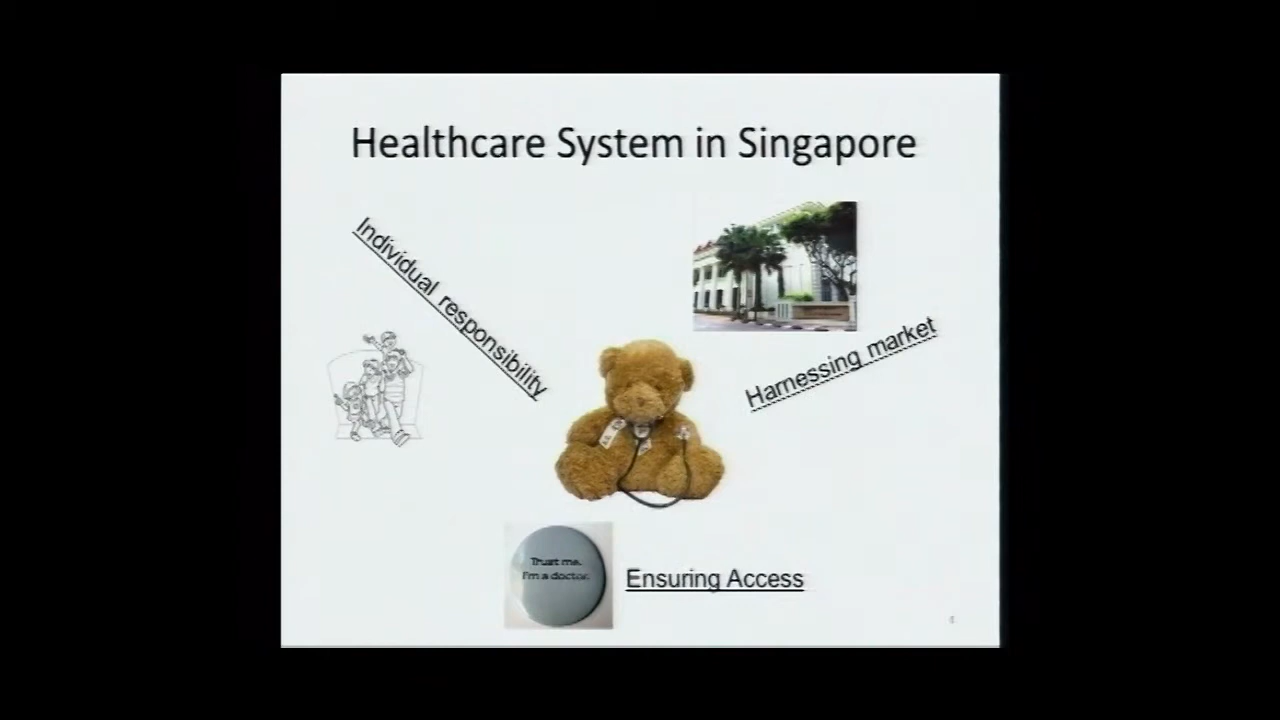 Healthcare System in Singapore
Individual responsibility
Harnessing market
Trust me.
I'm a doctor.
Ensuring Access